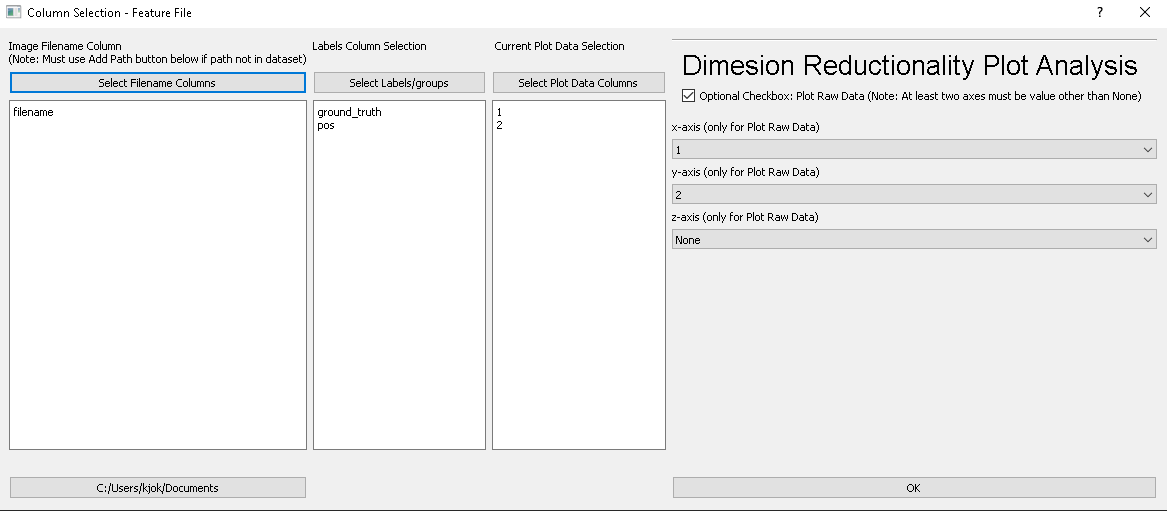 Column Selection - Feature File
Image Filename Column
(Note: Must use Add Path button below if path not in dataset)
Select Filename Columns
filename
C:/Users/kjok/Documents
Labels Column Selection
Select Labels/groups
ground_truth
pos
Current Plot Data Selection
Select Plot Data Columns
1
2
Dimesion Reductionality Plot Analysis
Optional Checkbox: Plot Raw Data (Note: At least two axes must be value other than None)
x-axis (only for Plot Raw Data)
1
y-axis (only for Plot Raw Data)
2
z-axis (only for Plot Raw Data)
None
OK